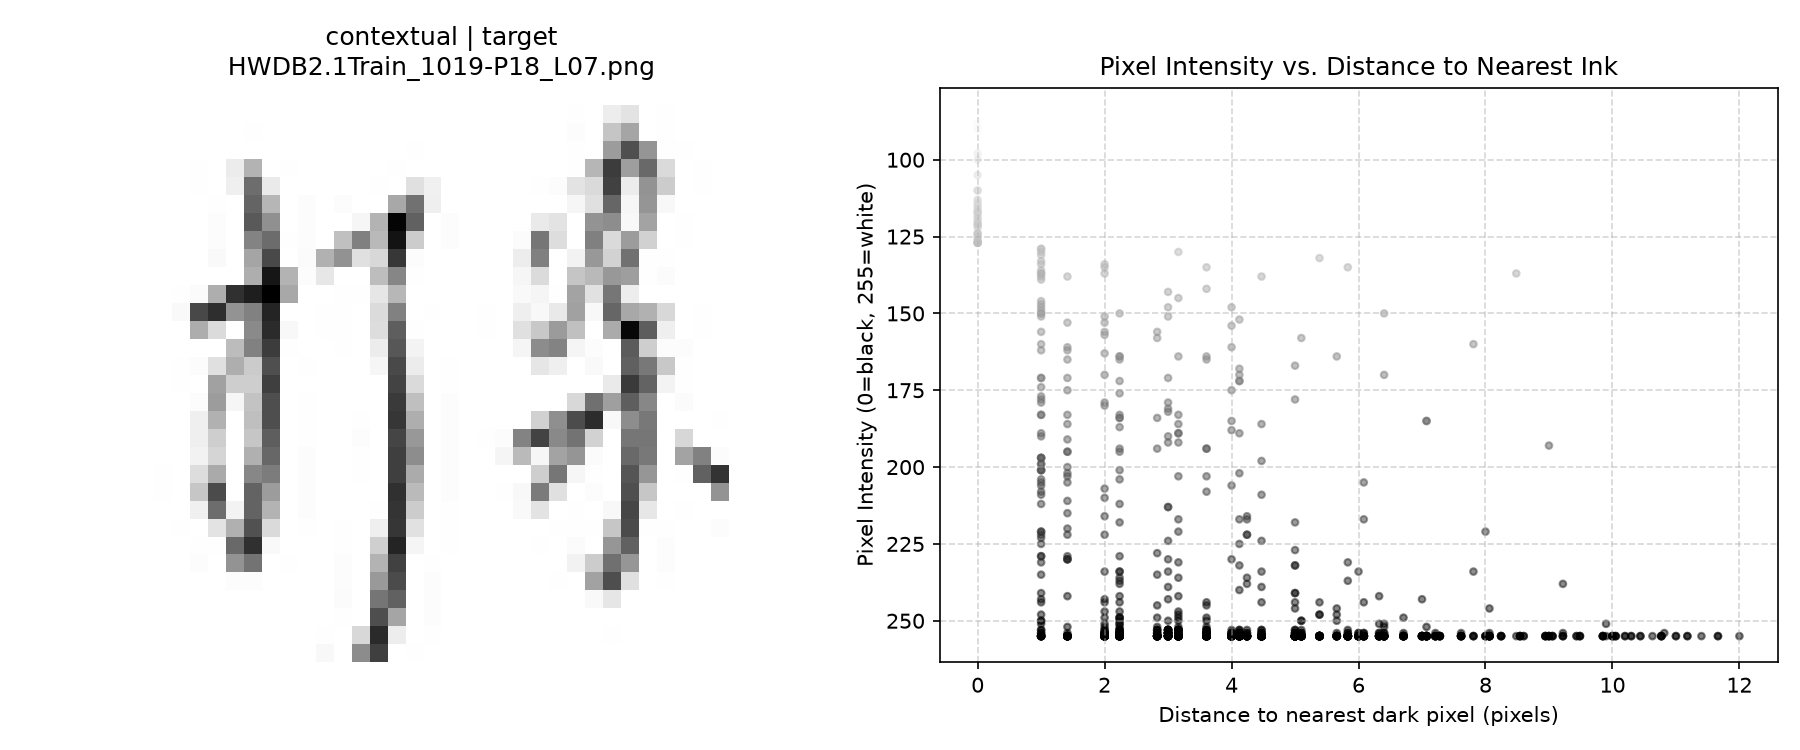 contextual | target
HWDB2.1Train_1019-P18_L07.png
Pixel Intensity vs. Distance to Nearest Ink
Pixel Intensity (0=black, 255=white)
100
125
150
175
200
225
250
0 2 4 6 8 10 12
Distance to nearest dark pixel (pixels)